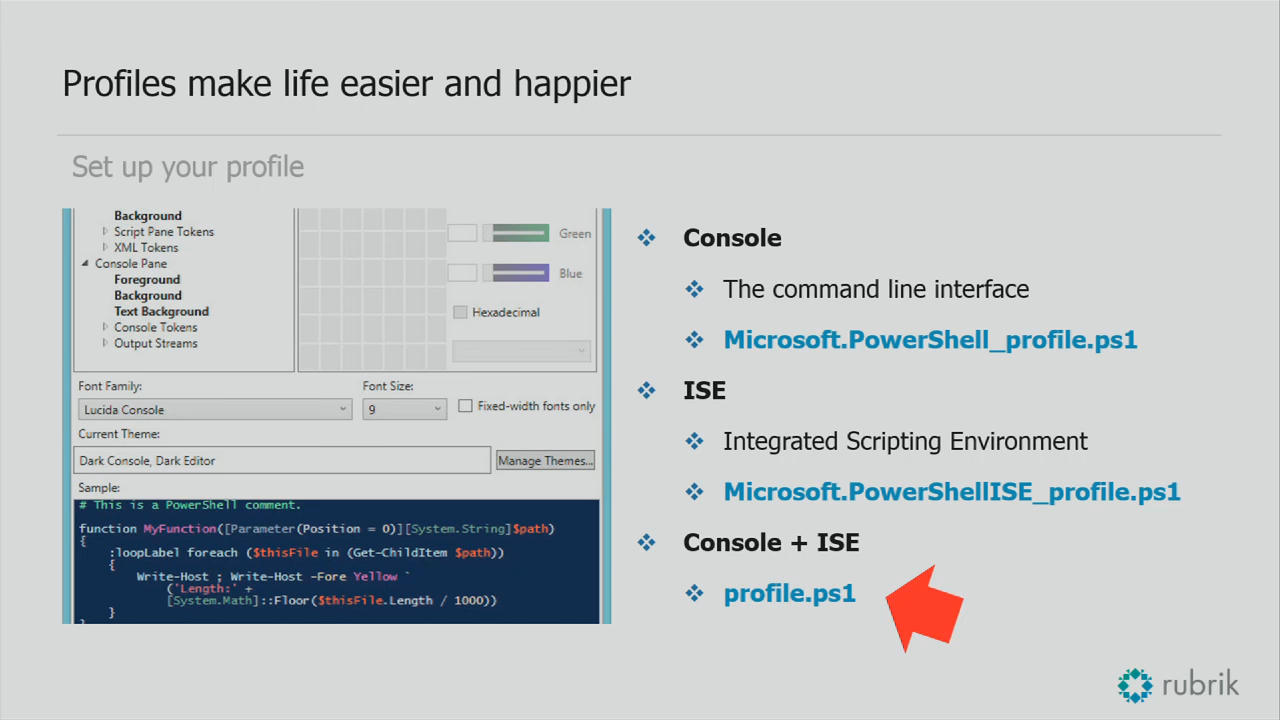 Profiles make life easier and happier
Set up your profile
Background
Script Pane Tokens
XML Tokens
Console Pane
Foreground
Background
Text Background
Console Tokens
Output Streams
Green
Blue
Hexadecimal
Font Family:
Font Size:
Lucida Console
9
Fixed-width fonts only
Current Theme:
Dark Console, Dark Editor
Manage Themes...
Sample:
# This is a PowerShell comment.
function MyFunction([Parameter(Position = 0)][System.String]$path)
{
:loopLabel foreach ($thisFile in (Get-ChildItem $path))
{
Write-Host ; Write-Host -Fore Yellow `
('Length:' +
[System.Math]::Floor($thisFile.Length / 1000))
}
}
Console
The command line interface
Microsoft.PowerShell_profile.ps1
ISE
Integrated Scripting Environment
Microsoft.PowerShellISE_profile.ps1
Console + ISE
profile.ps1
rubrik